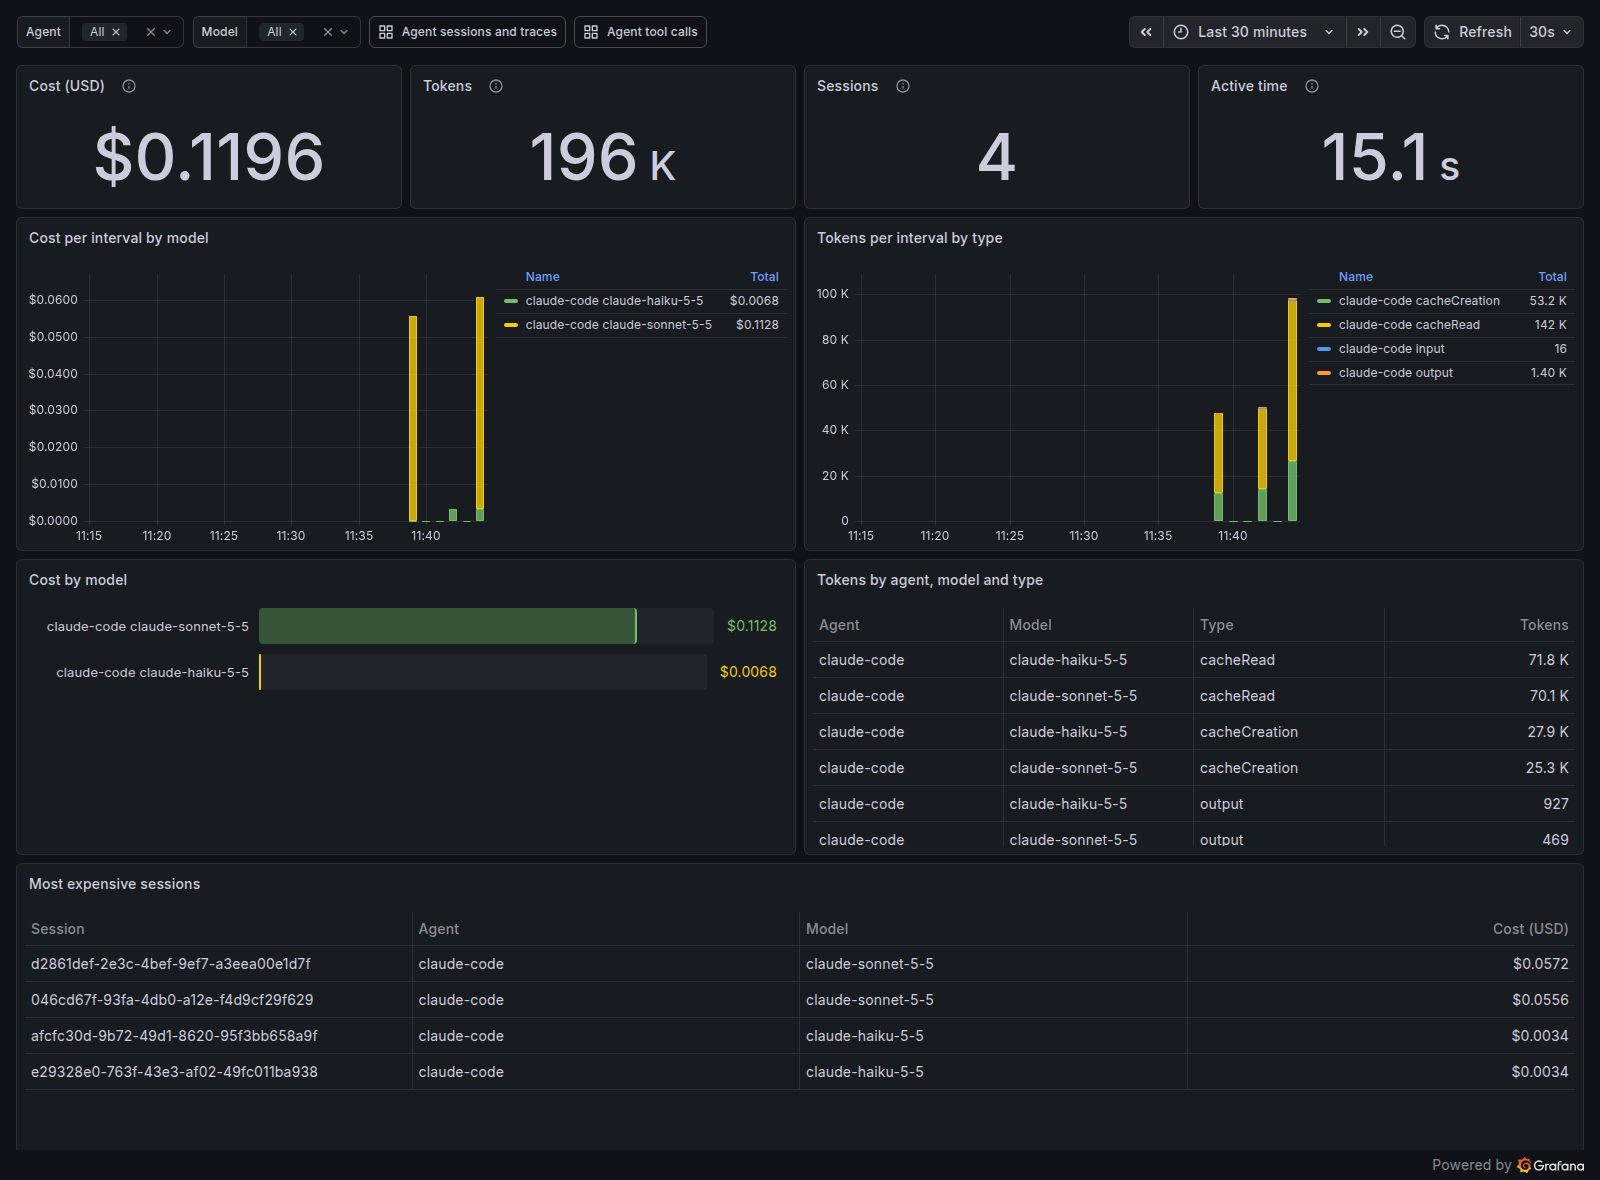 Agent All Model All Agent sessions and traces Agent tool calls Last 30 minutes Refresh 30s
Cost (USD) Tokens Sessions Active time
$0.1196 196 K 4 15.1 s
Cost per interval by model
Name Total
claude-code claude-haiku-5-5 $0.0068
claude-code claude-sonnet-5-5 $0.1128
$0.0600
$0.0500
$0.0400
$0.0300
$0.0200
$0.0100
$0.0000
11:15 11:20 11:25 11:30 11:35 11:40
Tokens per interval by type
Name Total
claude-code cacheCreation 53.2 K
claude-code cacheRead 142 K
claude-code input 16
claude-code output 1.40 K
100 K
80 K
60 K
40 K
20 K
0
11:15 11:20 11:25 11:30 11:35 11:40
Cost by model
claude-code claude-sonnet-5-5 $0.1128
claude-code claude-haiku-5-5 $0.0068
Tokens by agent, model and type
Agent Model Type Tokens
claude-code claude-haiku-5-5 cacheRead 71.8 K
claude-code claude-sonnet-5-5 cacheRead 70.1 K
claude-code claude-haiku-5-5 cacheCreation 27.9 K
claude-code claude-sonnet-5-5 cacheCreation 25.3 K
claude-code claude-haiku-5-5 output 927
claude-code claude-sonnet-5-5 output 469
Most expensive sessions
Session Agent Model Cost (USD)
d2861def-2e3c-4bef-9ef7-a3eea00e1d7f claude-code claude-sonnet-5-5 $0.0572
046cd67f-93fa-4db0-a12e-f4d9cf29f629 claude-code claude-sonnet-5-5 $0.0556
afcfc30d-9b72-49d1-8620-95f3bb658a9f claude-code claude-haiku-5-5 $0.0034
e29328e0-763f-43e3-af02-49fc011ba938 claude-code claude-haiku-5-5 $0.0034
Powered by Grafana